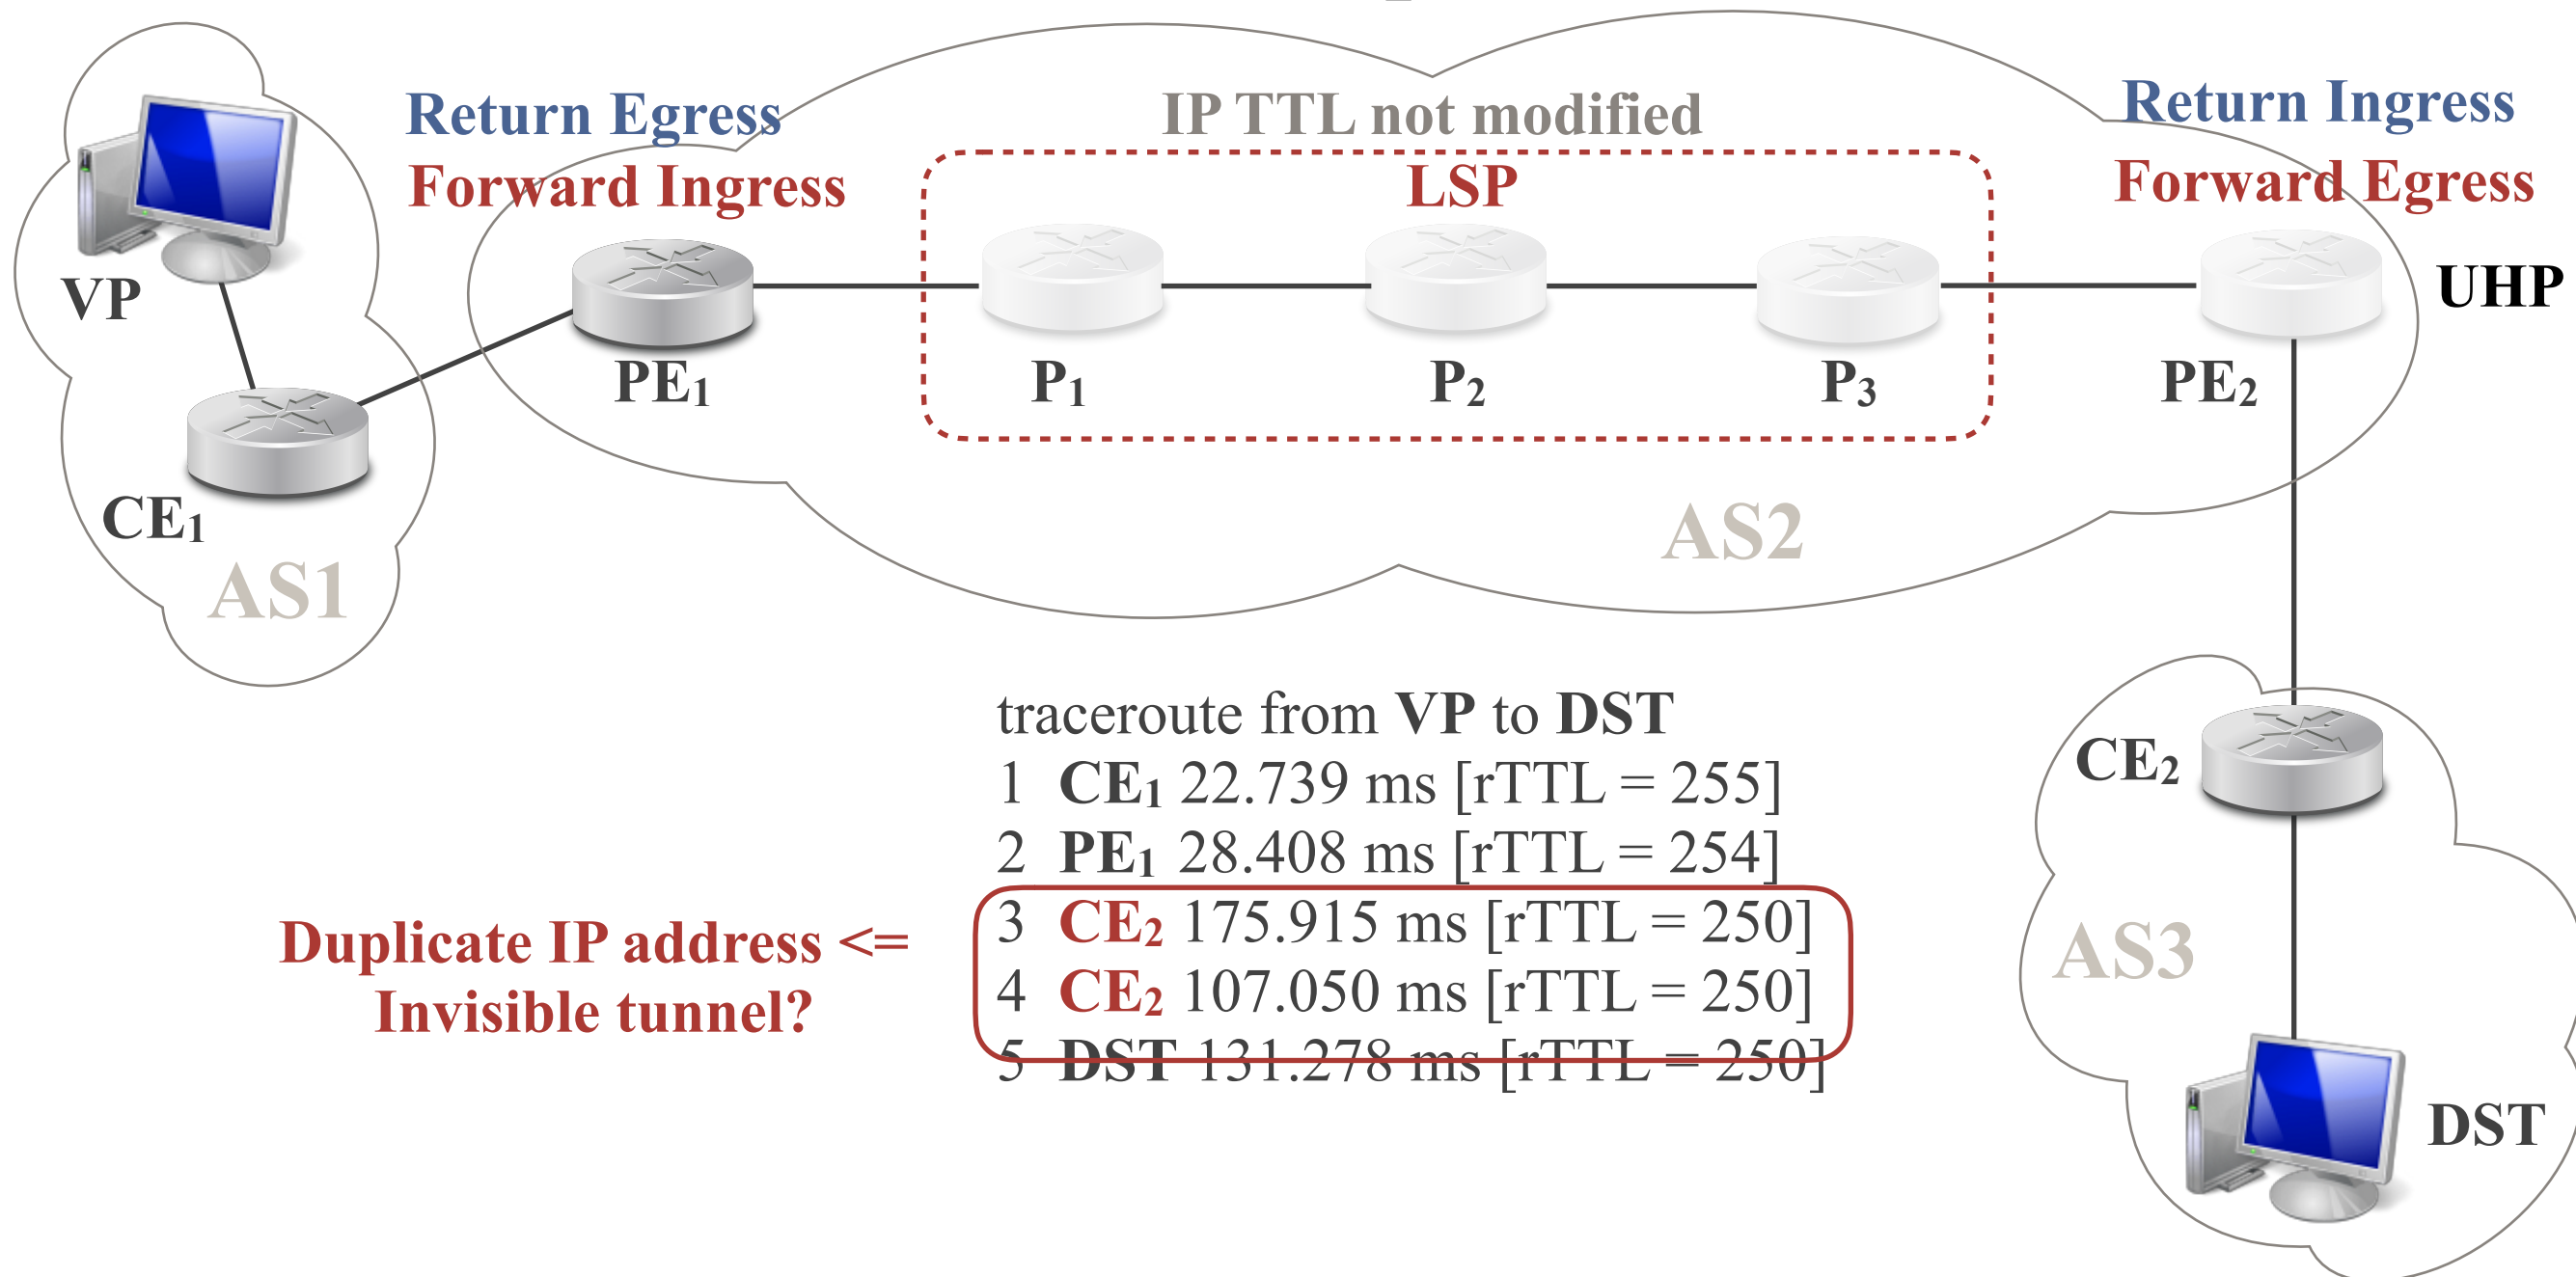 Return Egress
Forward Ingress
IP TTL not modified
LSP
Return Ingress
Forward Egress
VP
UHP
PE1
P1
P2
P3
PE2
CE1
AS1
AS2
traceroute from VP to DST
1 CE1 22.739 ms [rTTL = 255]
2 PE1 28.408 ms [rTTL = 254]
3 CE2 175.915 ms [rTTL = 250]
4 CE2 107.050 ms [rTTL = 250]
5 DST 131.278 ms [rTTL = 250]
Duplicate IP address <=
Invisible tunnel?
CE2
AS3
DST